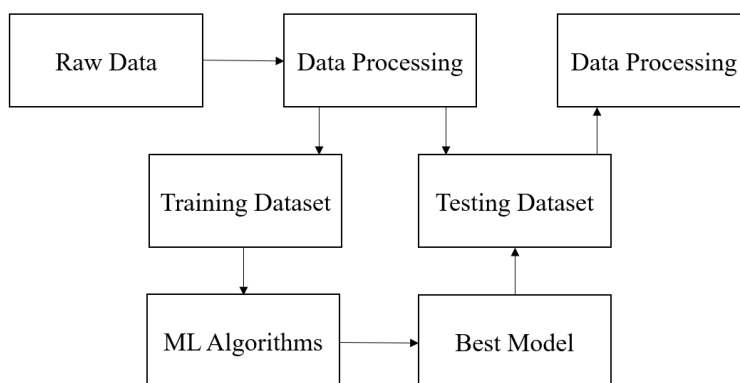 Raw Data
Data Processing
Data Processing
Training Dataset
Testing Dataset
ML Algorithms
Best Model